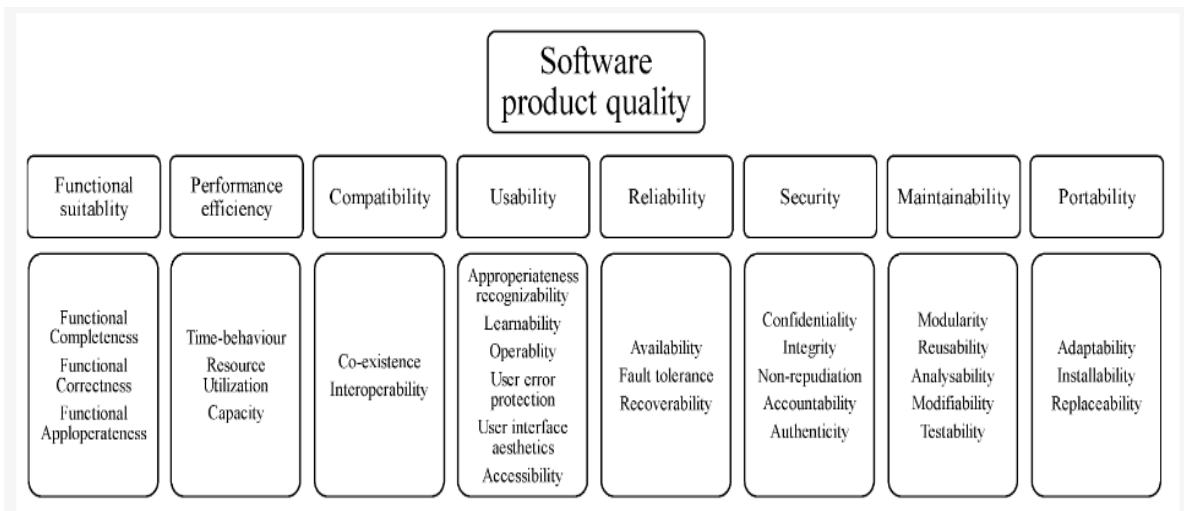 Software
product quality
Functional
suitablity
Performance
efficiency
Compatibility
Usability
Reliability
Security
Maintainability
Portability
Functional
Completeness
Functional
Correctness
Functional
Apploperateness
Time-behaviour
Resource
Utilization
Capacity
Co-existence
Interoperability
Approperiateness
recognizability
Learnability
Operablity
User error
protection
User interface
aesthetics
Accessibility
Availability
Fault tolerance
Recoverability
Confidentiality
Integrity
Non-repudiation
Accountability
Authenticity
Modularity
Reusability
Analysability
Modifiability
Testability
Adaptability
Installability
Replaceability